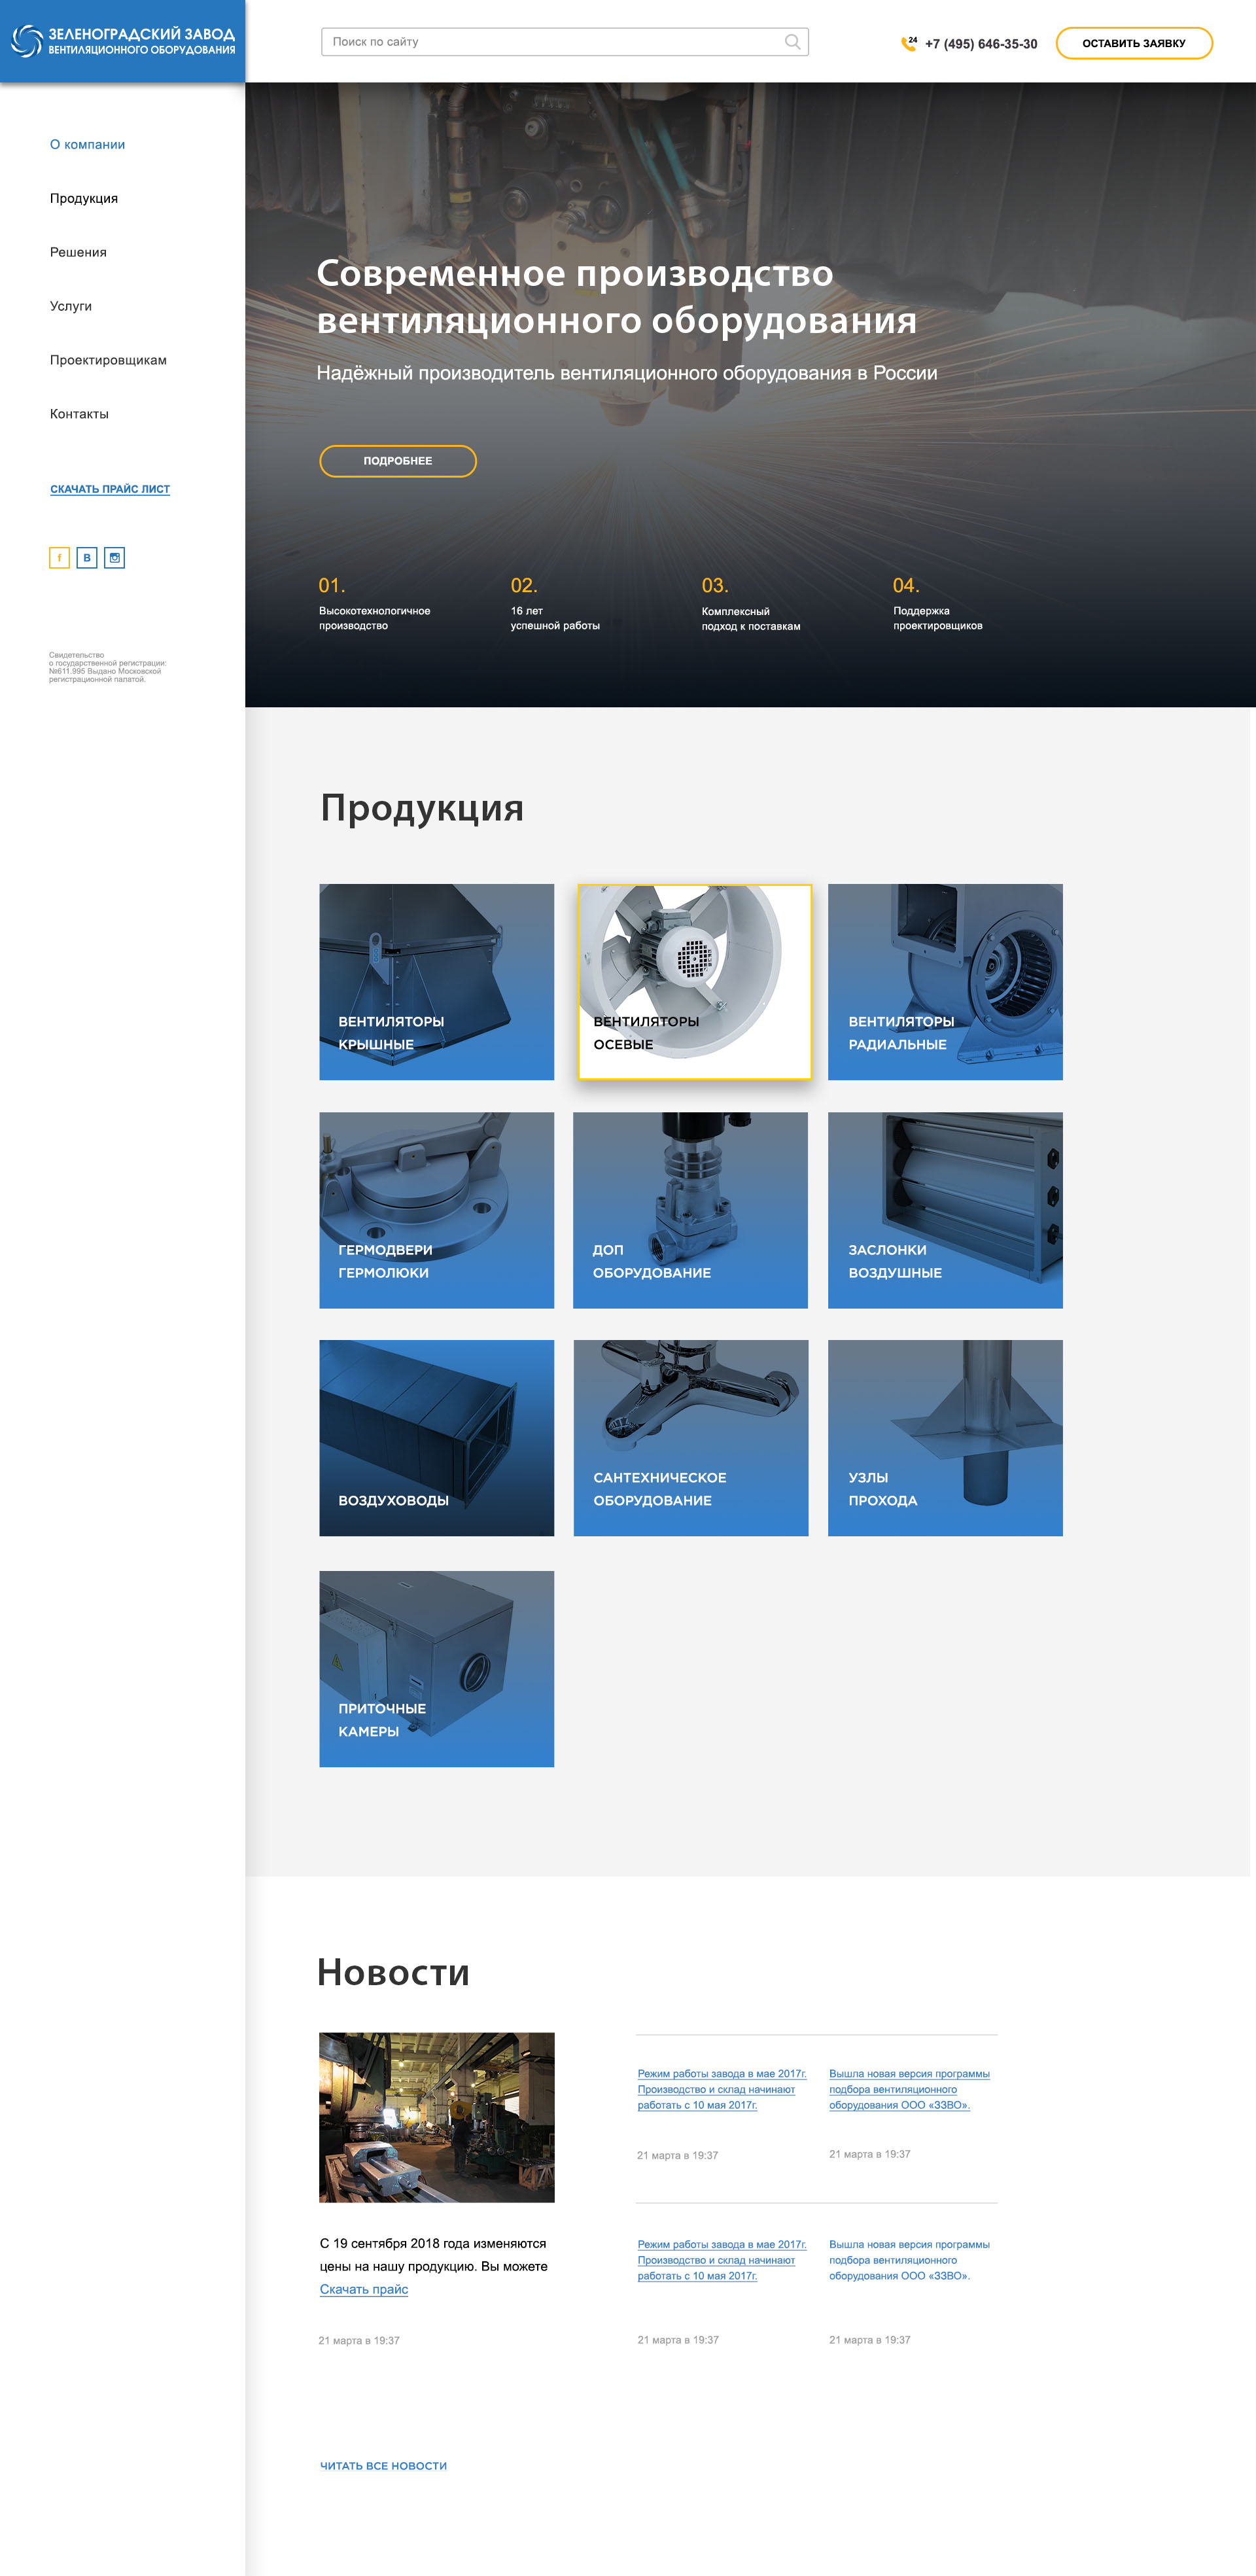 ЗЕЛЕНОГРАДСКИЙ ЗАВОД
ВЕНТИЛЯЦИОННОГО ОБОРУДОВАНИЯ
Поиск по сайту
24
+7 (495) 646-35-30
ОСТАВИТЬ ЗАЯВКУ
О компании
Продукция
Решения
Услуги
Проектировщикам
Контакты
СКАЧАТЬ ПРАЙС ЛИСТ
f В
Свидетельство
о государственной регистрации:
№611.995 Выдано Московской
регистрационной палатой.
Современное производство
вентиляционного оборудования
Надёжный производитель вентиляционного оборудования в России
ПОДРОБНЕЕ
01.
Высокотехнологичное
производство
02.
16 лет
успешной работы
03.
Комплексный
подход к поставкам
04.
Поддержка
проектировщиков
Продукция
ВЕНТИЛЯТОРЫ
КРЫШНЫЕ
ВЕНТИЛЯТОРЫ
ОСЕВЫЕ
ВЕНТИЛЯТОРЫ
РАДИАЛЬНЫЕ
ГЕРМОДВЕРИ
ГЕРМОЛЮКИ
ДОП
ОБОРУДОВАНИЕ
ЗАСЛОНКИ
ВОЗДУШНЫЕ
ВОЗДУХОВОДЫ
САНТЕХНИЧЕСКОЕ
ОБОРУДОВАНИЕ
УЗЛЫ
ПРОХОДА
ПРИТОЧНЫЕ
КАМЕРЫ
Новости
С 19 сентября 2018 года изменяются
цены на нашу продукцию. Вы можете
Скачать прайс
21 марта в 19:37
Режим работы завода в мае 2017г.
Производство и склад начинают
работать с 10 мая 2017г.
21 марта в 19:37
Вышла новая версия программы
подбора вентиляционного
оборудования ООО «ЗЗВО».
21 марта в 19:37
Режим работы завода в мае 2017г.
Производство и склад начинают
работать с 10 мая 2017г.
21 марта в 19:37
Вышла новая версия программы
подбора вентиляционного
оборудования ООО «ЗЗВО».
21 марта в 19:37
ЧИТАТЬ ВСЕ НОВОСТИ